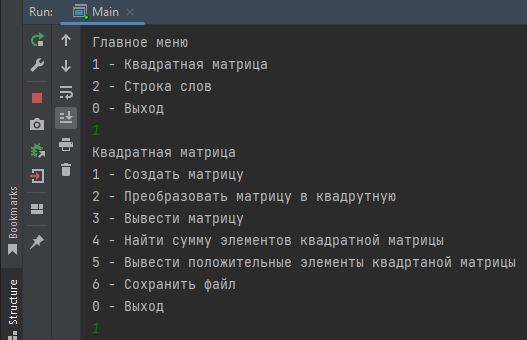 Run: Main ×
Главное меню
1 - Квадратная матрица
2 - Строка слов
0 - Выход
1
Квадратная матрица
1 - Создать матрицу
2 - Преобразовать матрицу в квадрутную
3 - Вывести матрицу
4 - Найти сумму элементов квадратной матрицы
5 - Вывести положительные элементы квадртаной матрицы
6 - Сохранить файл
0 - Выход
1
Bookmarks
Structure